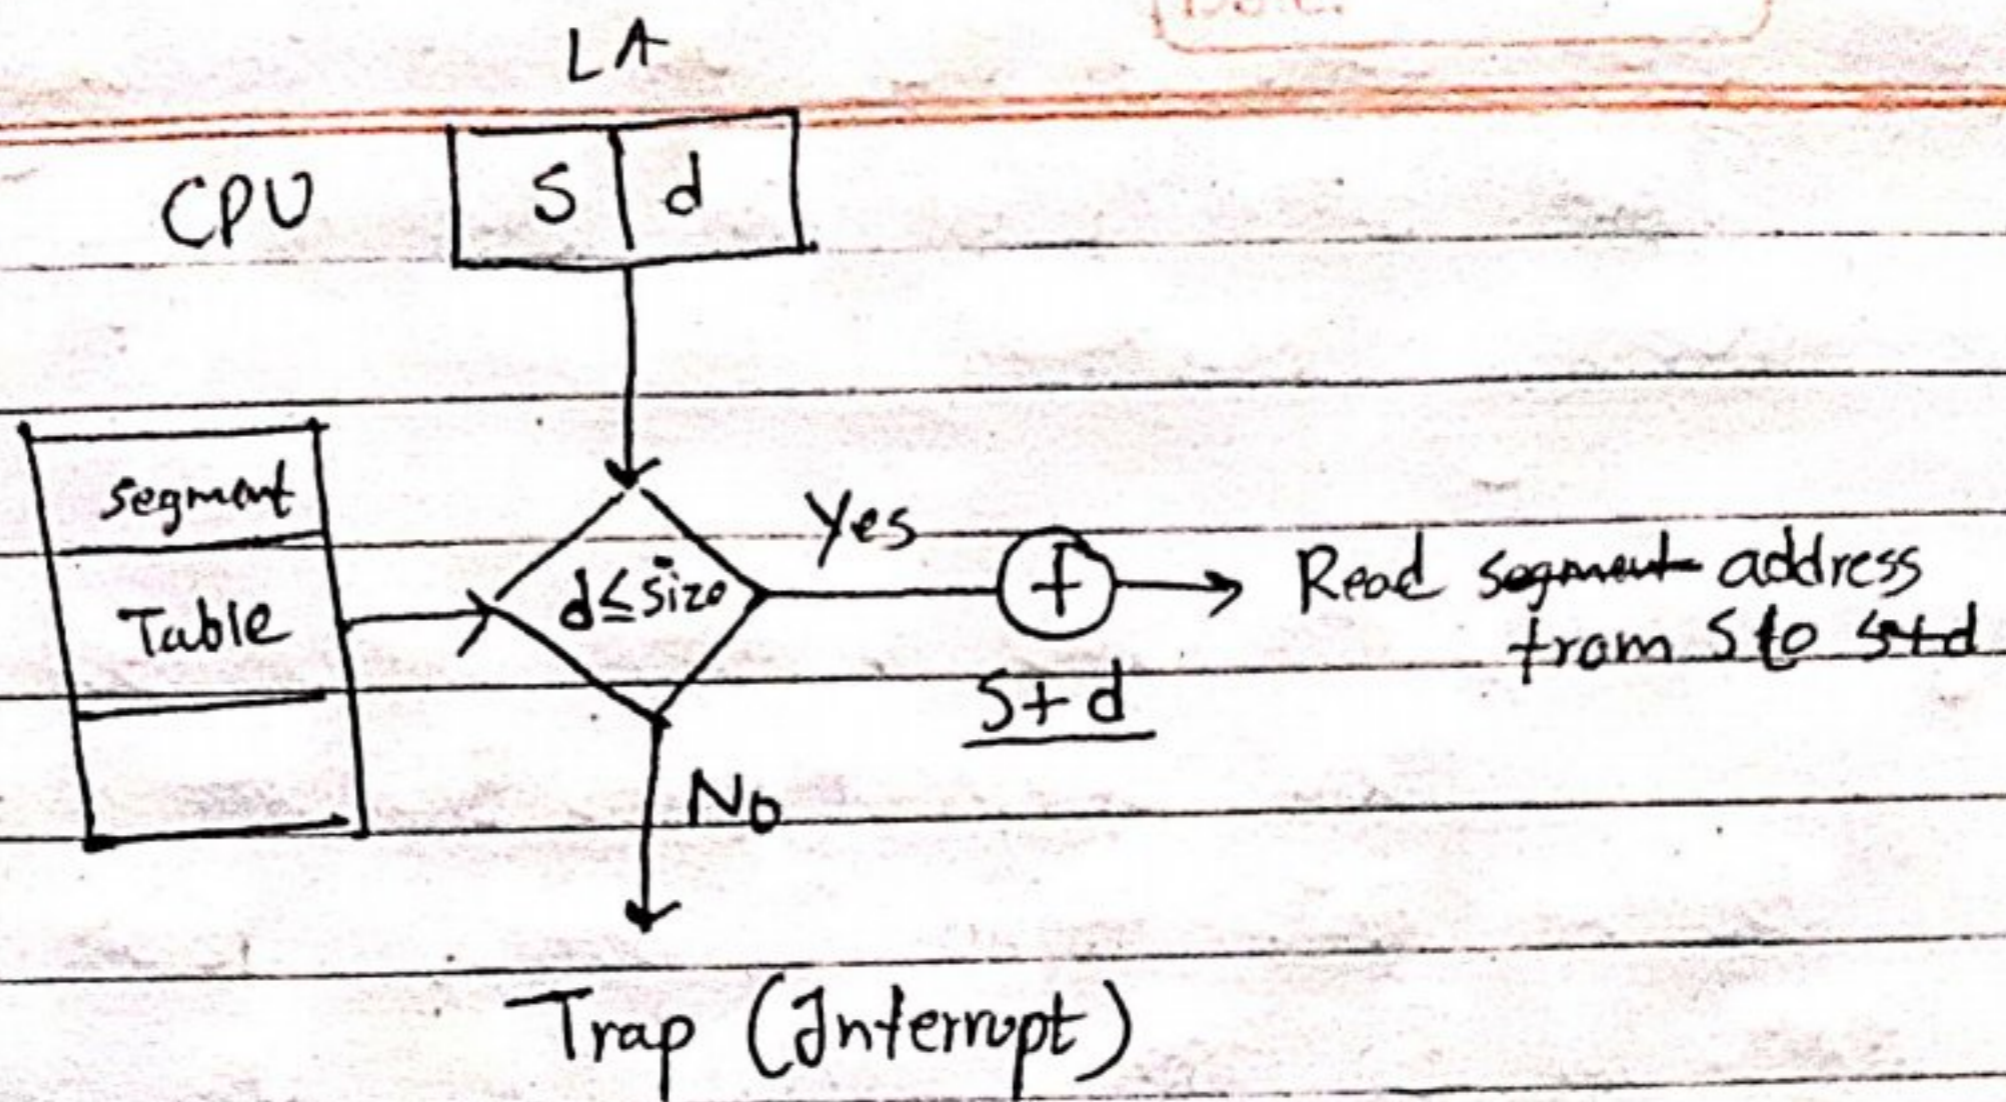 LA
CPU
S d
segment
Table
d≤size
Yes
+
S+d
Read segment address
from S to S+d
No
Trap (Interrupt)